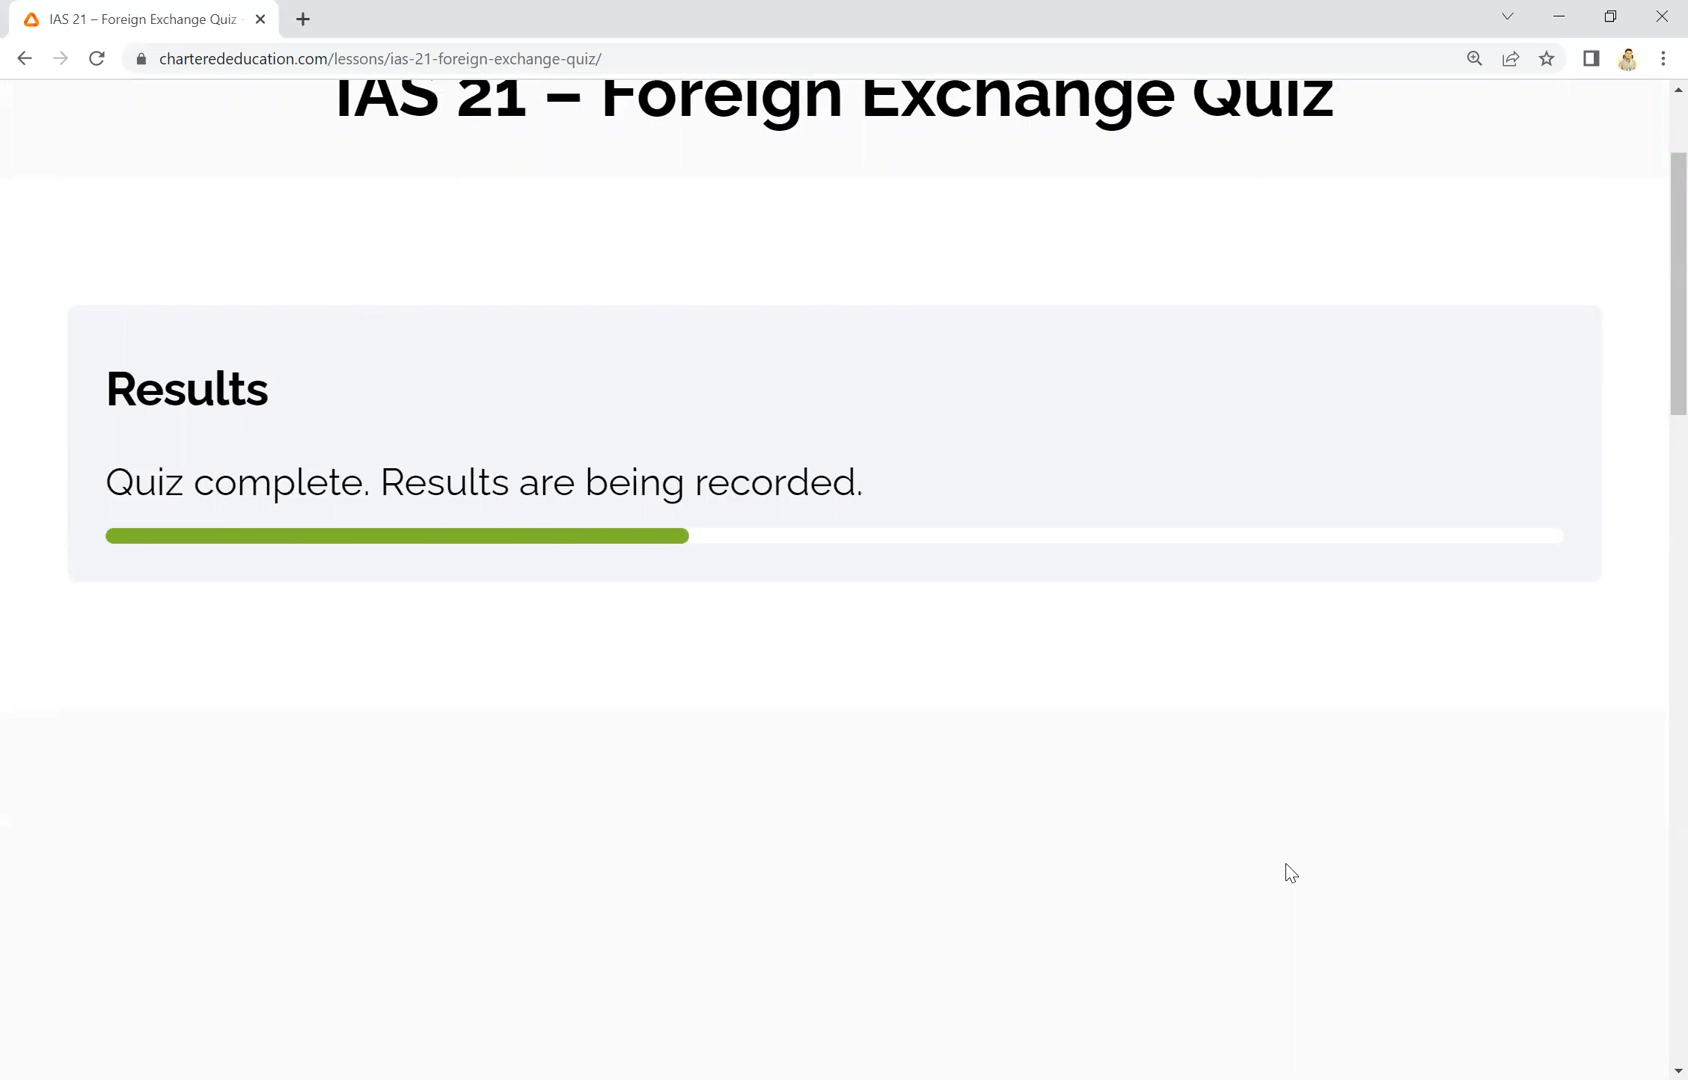 IAS 21 – Foreign Exchange Quiz
charterededucation.com/lessons/ias-21-foreign-exchange-quiz/
IAS 21 – Foreign Exchange Quiz
Results
Quiz complete. Results are being recorded.